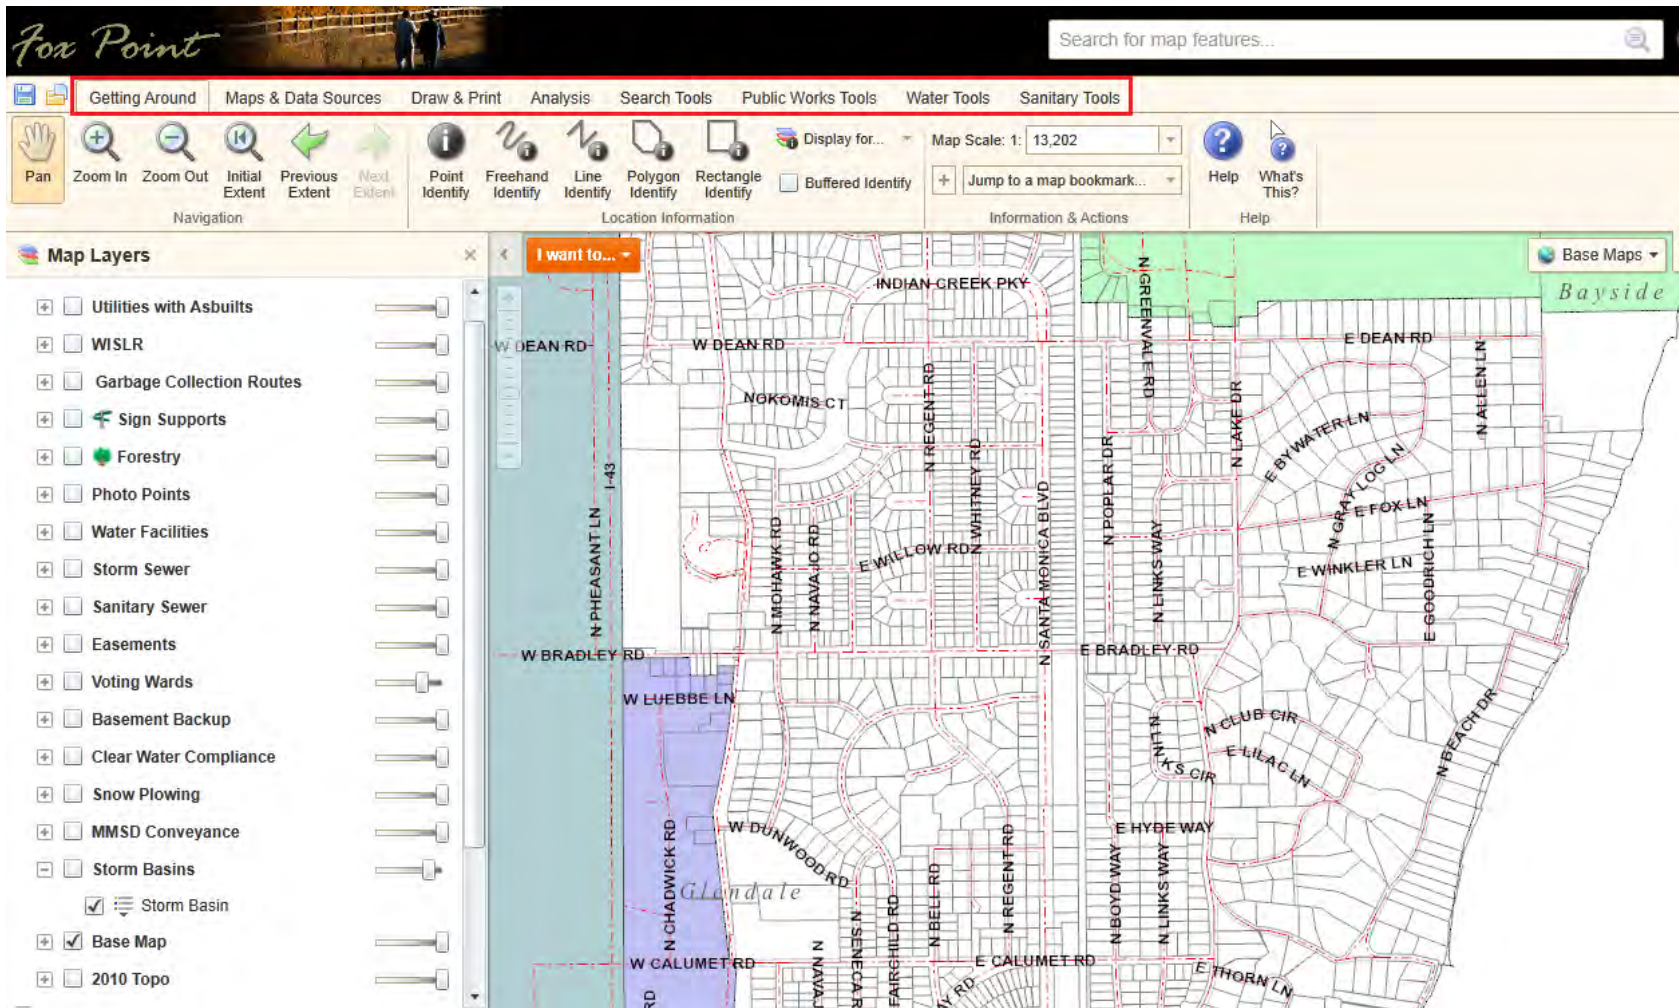 Fox Point
Search for map features...
Getting Around Maps & Data Sources Draw & Print Analysis Search Tools Public Works Tools Water Tools Sanitary Tools
Pan Zoom In Zoom Out Initial Extent Previous Extent Next Extent
Navigation
Point Identify Freehand Identify Line Identify Polygon Identify Rectangle Identify
Display for...
Buffered Identify
Location Information
Map Scale: 1: 13,202
Jump to a map bookmark...
Information & Actions
Help What's This?
Help
Map Layers
Utilities with Asbuilts
WISLR
Garbage Collection Routes
Sign Supports
Forestry
Photo Points
Water Facilities
Storm Sewer
Sanitary Sewer
Easements
Voting Wards
Basement Backup
Clear Water Compliance
Snow Plowing
MMSD Conveyance
Storm Basins
Storm Basin
Base Map
2010 Topo
I want to...
Base Maps
Bayside
INDIAN CREEK PKY
N GREENVALE RD
W DEAN RD
W DEAN RD
E DEAN RD
N ALLEN LN
NOKOMIS CT
N REGENT RD
N LAKE DR
E BYWATER LN
I-43
WHITNEY RD
N POPLAR DR
N GRAY LOG LN
E FOX LN
N PHEASANT LN
N MOHAWK RD
N NAVAJO RD
E WILLOW RD
N
N SANTA MONICA BLVD
N LINKS WAY
E WINKLER LN
E GOODRICH LN
W BRADLEY RD
E BRADLEY RD
W LUEBBE LN
N LINKS CIR
N CLUB CIR
E LILAC LN
N BEACH DR
N CHADWICK RD
W DUNWOOD RD
E HYDE WAY
Glendale
N SENECA R
FAIRCHILD RD
N BELL RD
N REGENT RD
N BOYD WAY
N LINKS WAY
W CALUMET RD
N NAVAJ
E CALUMET RD
E THORN LN
RD
AY RD